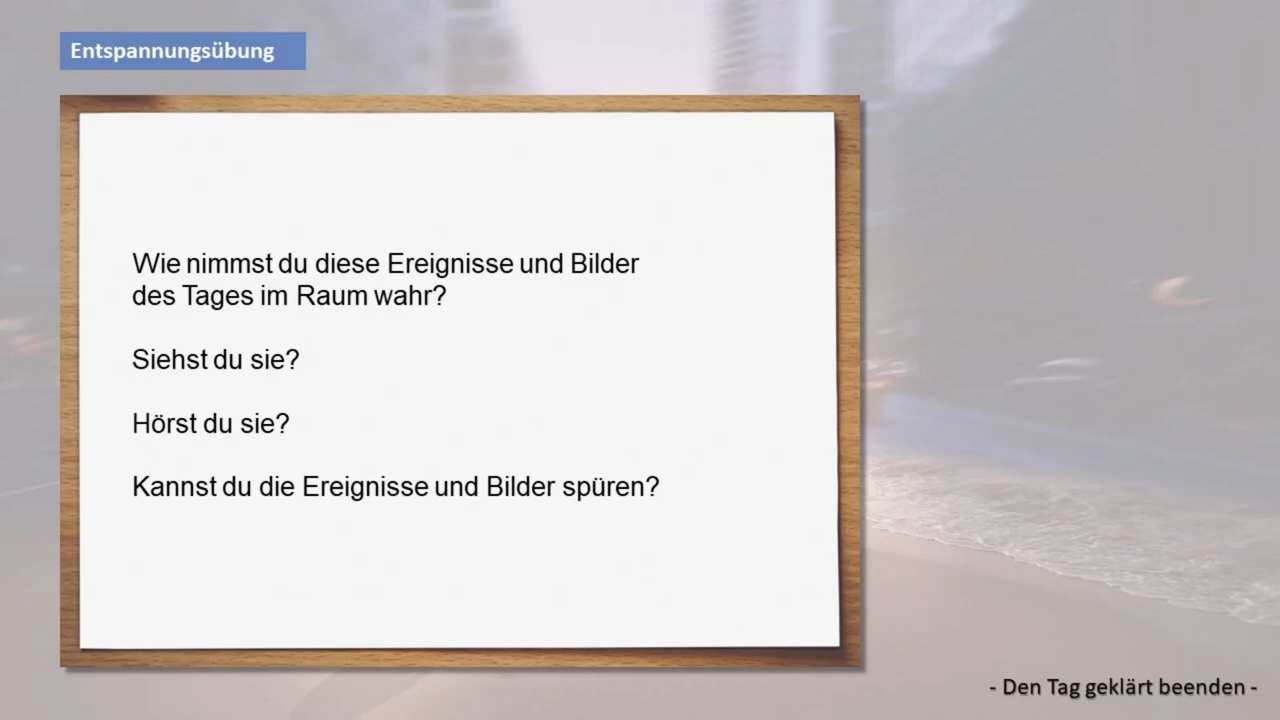 Entspannungsübung
Wie nimmst du diese Ereignisse und Bilder
des Tages im Raum wahr?
Siehst du sie?
Hörst du sie?
Kannst du die Ereignisse und Bilder spüren?
- Den Tag geklärt beenden -